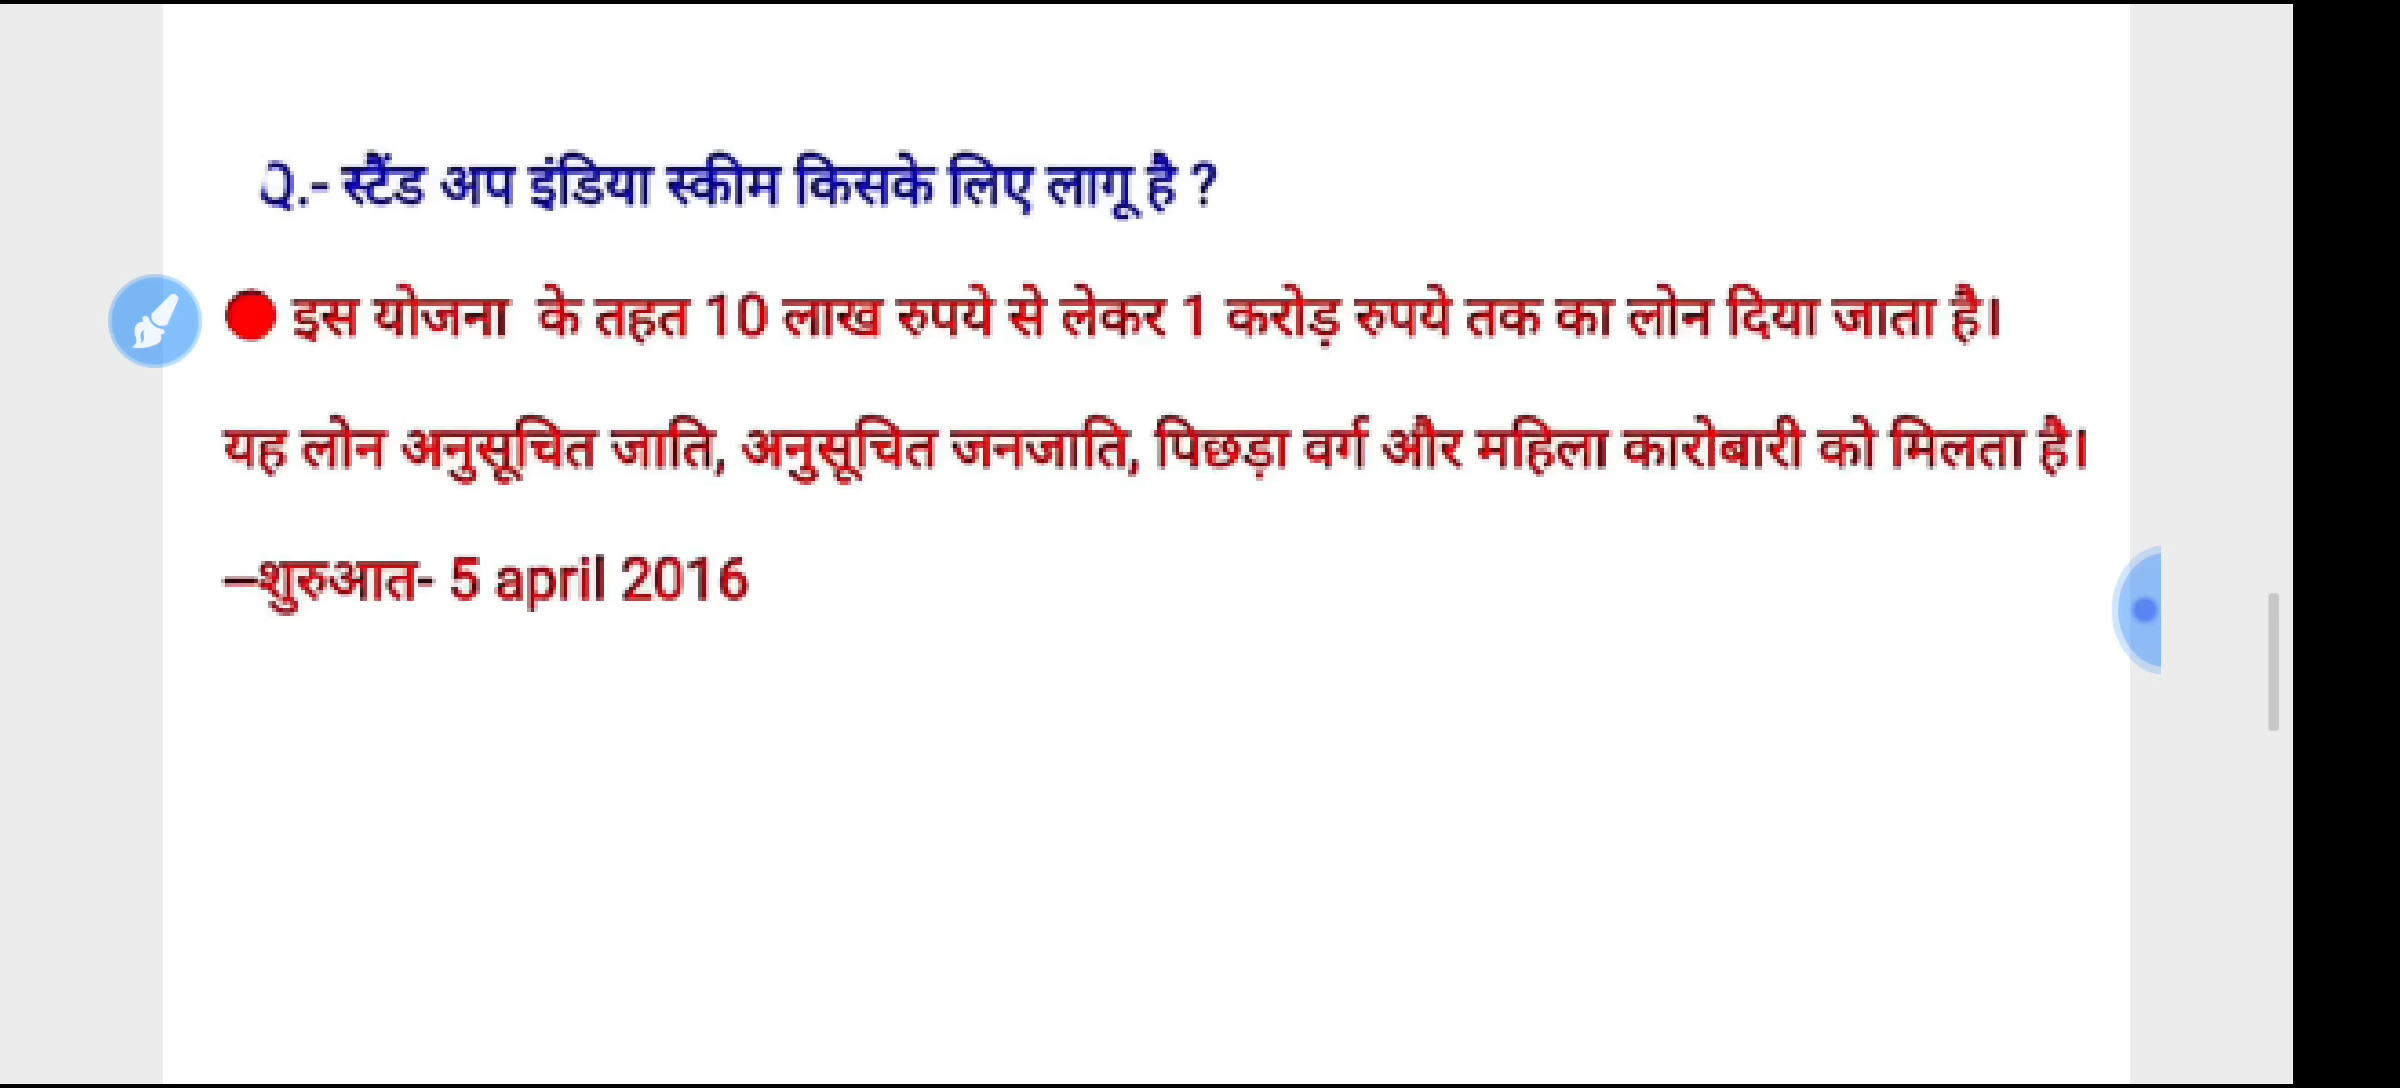 Q.- स्टैंड अप इंडिया स्कीम किसके लिए लागू है ?
इस योजना के तहत 10 लाख रुपये से लेकर 1 करोड़ रुपये तक का लोन दिया जाता है।
यह लोन अनुसूचित जाति, अनुसूचित जनजाति, पिछड़ा वर्ग और महिला कारोबारी को मिलता है।
—शुरुआत- 5 april 2016